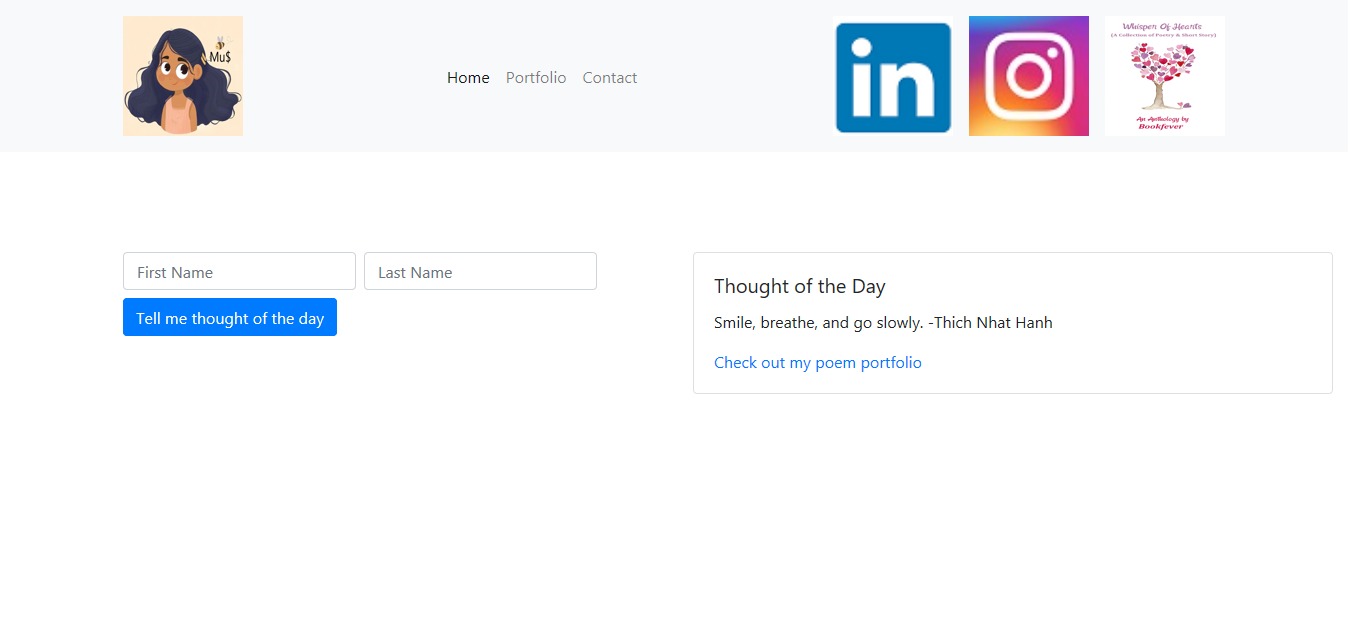 Mu$
Home Portfolio Contact
in
Whisper Of Hearts
(A Collection of Poetry & Short Story)
An Anthology by
Bookfever
First Name Last Name
Tell me thought of the day
Thought of the Day
Smile, breathe, and go slowly. -Thich Nhat Hanh
Check out my poem portfolio